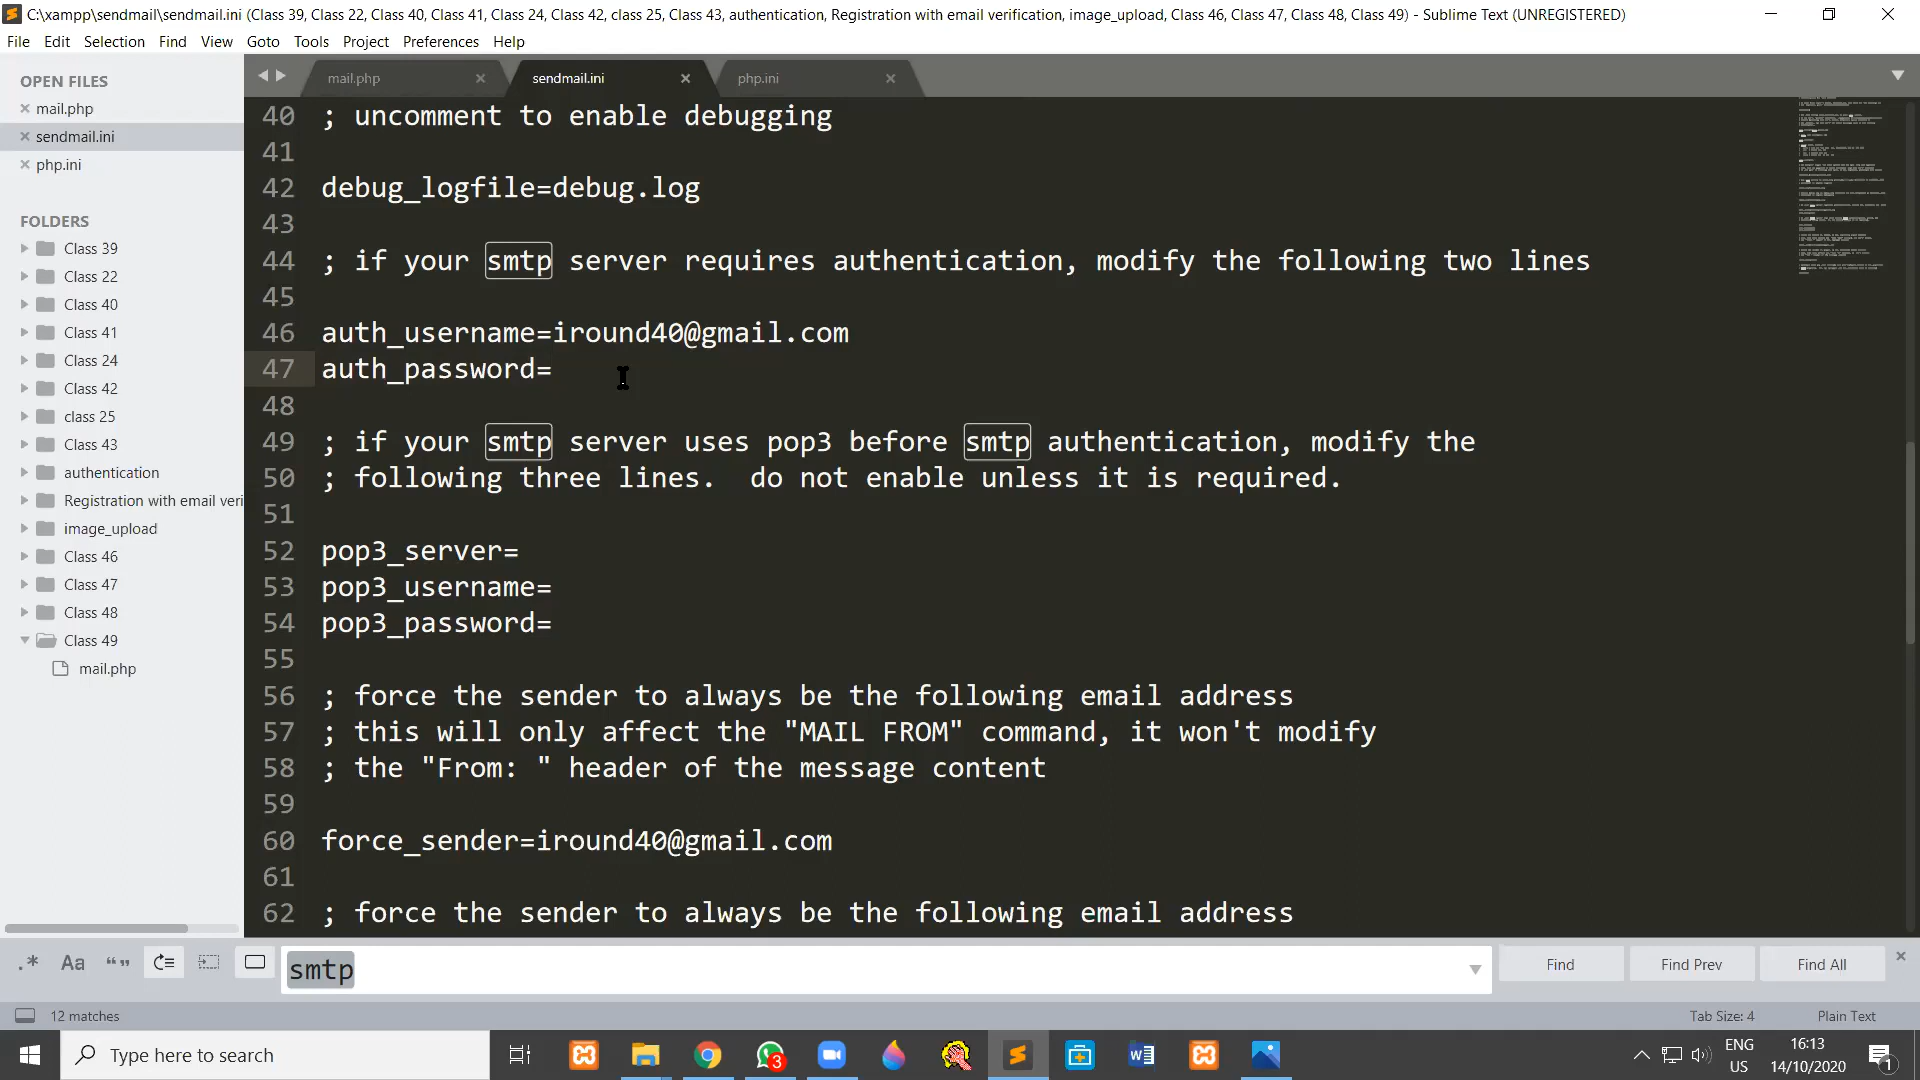 C:\xampp\sendmail\sendmail.ini (Class 39, Class 22, Class 40, Class 41, Class 24, Class 42, class 25, Class 43, authentication, Registration with email verification, image_upload, Class 46, Class 47, Class 48, Class 49) - Sublime Text (UNREGISTERED)
File Edit Selection Find View Goto Tools Project Preferences Help
OPEN FILES
mail.php
sendmail.ini
php.ini
FOLDERS
Class 39
Class 22
Class 40
Class 41
Class 24
Class 42
class 25
Class 43
authentication
Registration with email veri
image_upload
Class 46
Class 47
Class 48
Class 49
mail.php
mail.php sendmail.ini php.ini
40 ; uncomment to enable debugging
41
42 debug_logfile=debug.log
43
44 ; if your smtp server requires authentication, modify the following two lines
45
46 auth_username=iround40@gmail.com
47 auth_password=
48
49 ; if your smtp server uses pop3 before smtp authentication, modify the
50 ; following three lines.  do not enable unless it is required.
51
52 pop3_server=
53 pop3_username=
54 pop3_password=
55
56 ; force the sender to always be the following email address
57 ; this will only affect the "MAIL FROM" command, it won't modify
58 ; the "From: " header of the message content
59
60 force_sender=iround40@gmail.com
61
62 ; force the sender to always be the following email address
.* Aa “ ” smtp Find Find Prev Find All
12 matches Tab Size: 4 Plain Text
Type here to search
3
ENG
US
16:13
14/10/2020
1